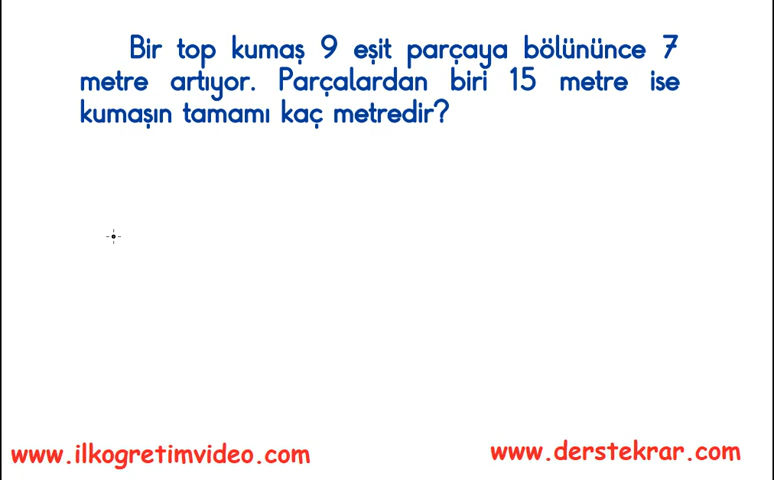 Bir top kumaş 9 eşit parçaya bölününce 7
metre artıyor. Parçalardan biri 15 metre ise
kumaşın tamamı kaç metredir?
www.ilkogretimvideo.com
www.derstekrar.com